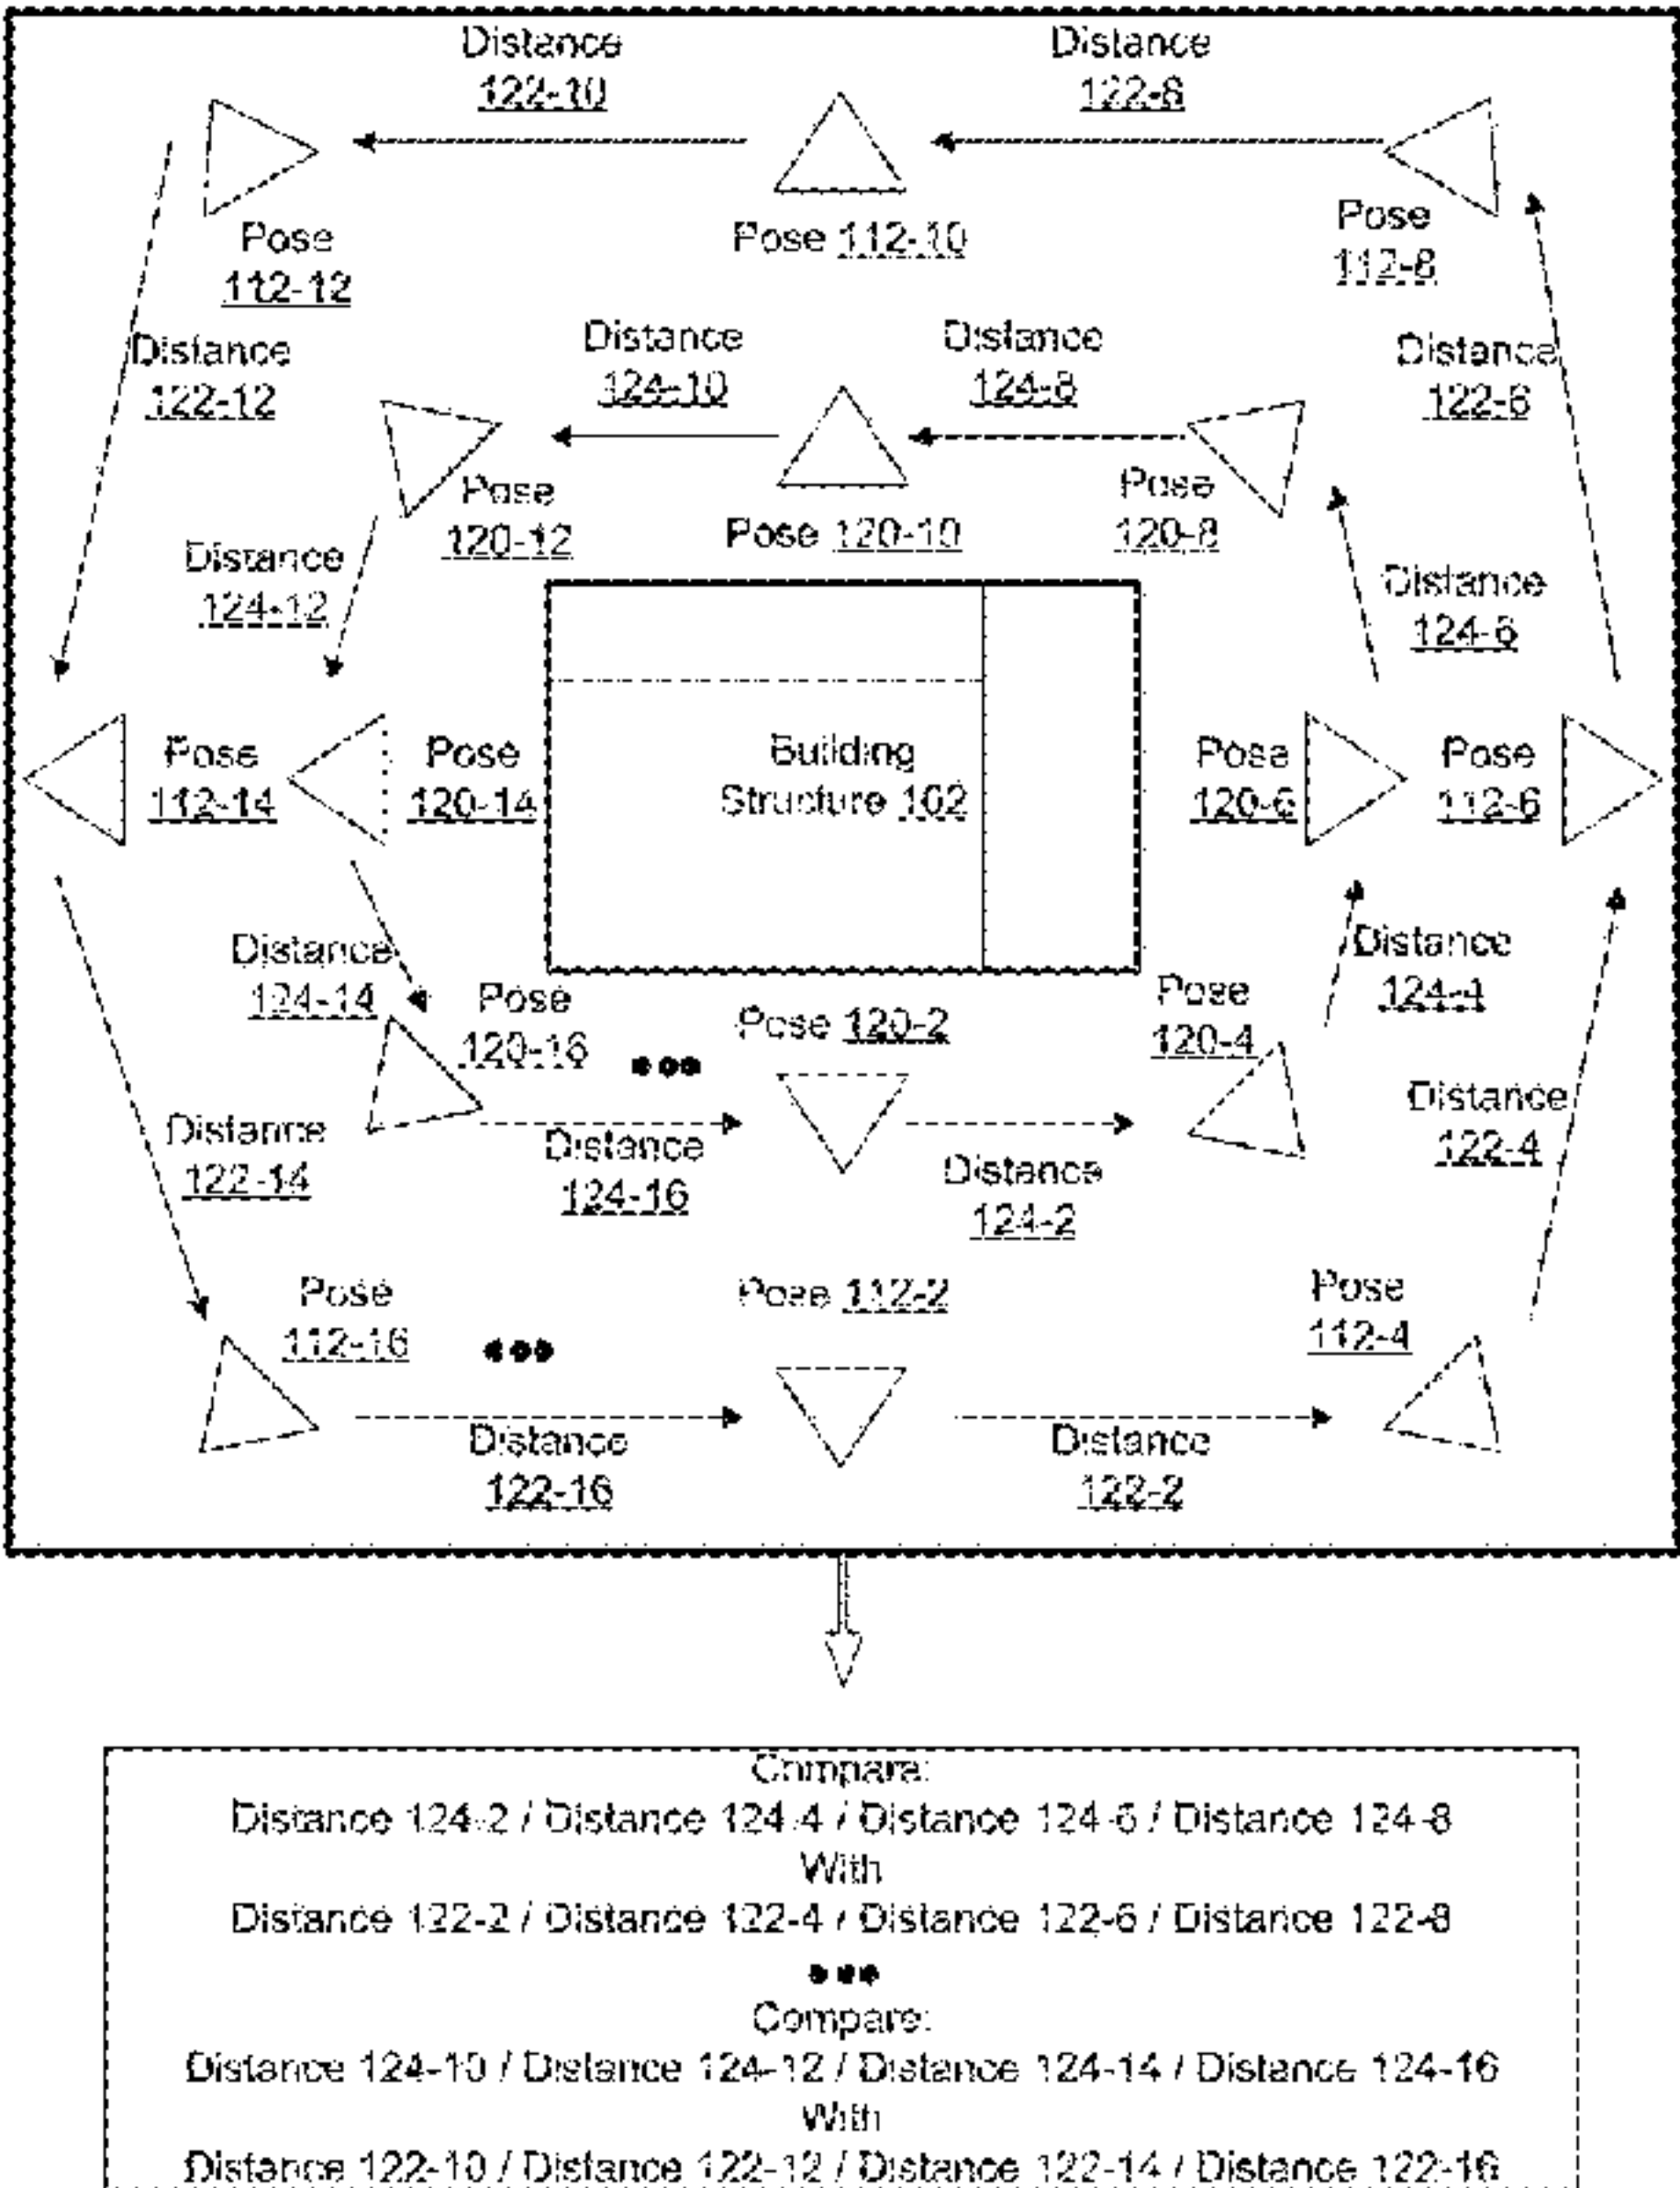 Distance
122-10
Distance
122-8
Pose
112-12
Pose 112-10
Pose
112-8
Distance
122-12
Distance
124-10
Distance
124-8
Distance
122-6
Pose
120-12
Pose 120-10
Pose
120-8
Distance
124-12
Distance
124-6
Pose
112-14
Pose
120-14
Building
Structure 102
Pose
120-6
Pose
112-6
Distance
124-14
Pose
120-16
Pose 120-2
Pose
120-4
Distance
124-4
Distance
122-14
Distance
124-16
Distance
124-2
Distance
122-4
Pose
112-16
Pose 112-2
Pose
112-4
Distance
122-16
Distance
122-2
Compare:
Distance 124-2 / Distance 124-4 / Distance 124-6 / Distance 124-8
With
Distance 122-2 / Distance 122-4 / Distance 122-6 / Distance 122-8
Compare:
Distance 124-10 / Distance 124-12 / Distance 124-14 / Distance 124-16
With
Distance 122-10 / Distance 122-12 / Distance 122-14 / Distance 122-16